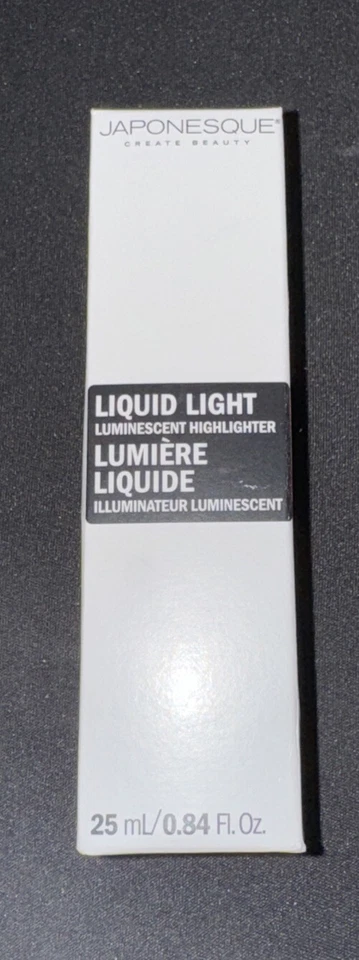 JAPONESQUE®
CREATE BEAUTY
LIQUID LIGHT
LUMINESCENT HIGHLIGHTER
LUMIÈRE
LIQUIDE
ILLUMINATEUR LUMINESCENT
25 mL/0.84 Fl. Oz.